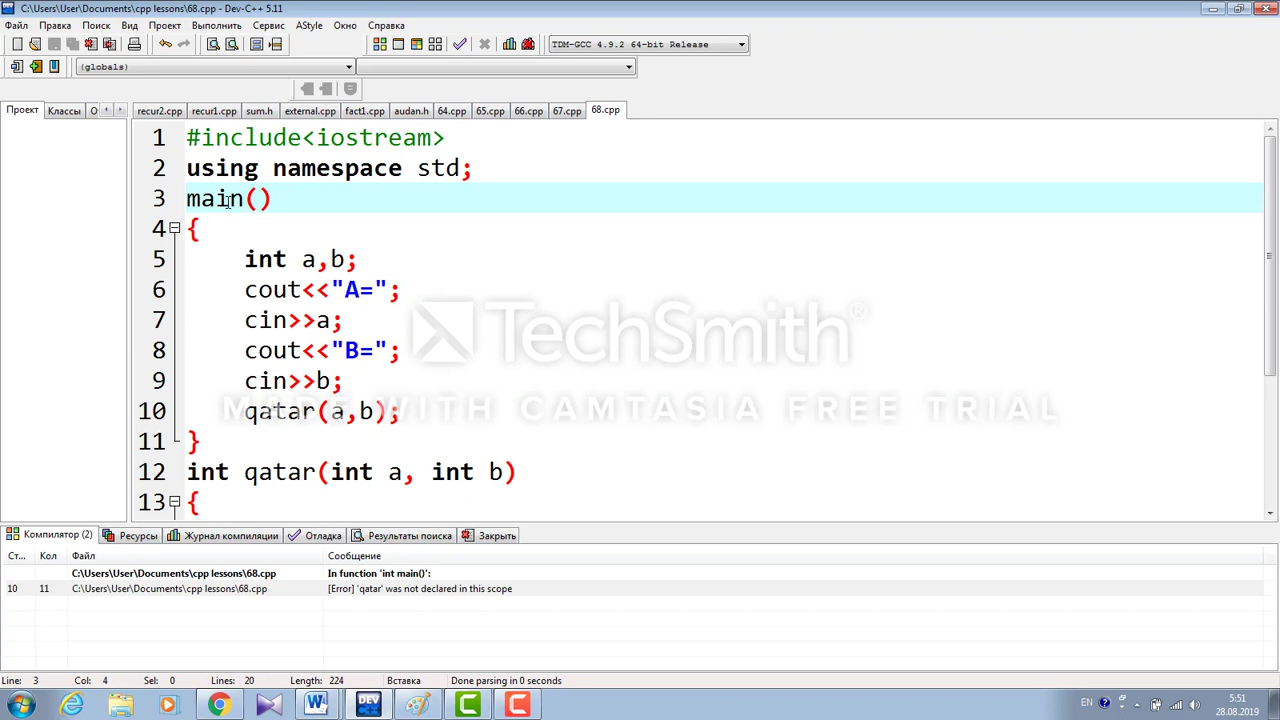 C:\Users\User\Documents\cpp lessons\68.cpp - Dev-C++ 5.11
Файл Правка Поиск Вид Проект Выполнить Сервис AStyle Окно Справка
TDM-GCC 4.9.2 64-bit Release
(globals)
Проект Классы О recur2.cpp recur1.cpp sum.h external.cpp fact1.cpp audan.h 64.cpp 65.cpp 66.cpp 67.cpp 68.cpp
1 #include<iostream>
2 using namespace std;
3 main()
4 {
5 int a,b;
6 cout<<"A=";
7 cin>>a;
8 cout<<"B=";
9 cin>>b;
10 qatar(a,b);
11 }
12 int qatar(int a, int b)
13 {
TechSmith
MADE WITH CAMTASIA FREE TRIAL
Компилятор (2) Ресурсы Журнал компиляции Отладка Результаты поиска Закрыть
Ст... Кол Файл Сообщение
C:\Users\User\Documents\cpp lessons\68.cpp In function 'int main()':
10 11 C:\Users\User\Documents\cpp lessons\68.cpp [Error] 'qatar' was not declared in this scope
Line: 3 Col: 4 Sel: 0 Lines: 20 Length: 224 Вставка Done parsing in 0 seconds
EN 5:51
28.08.2019